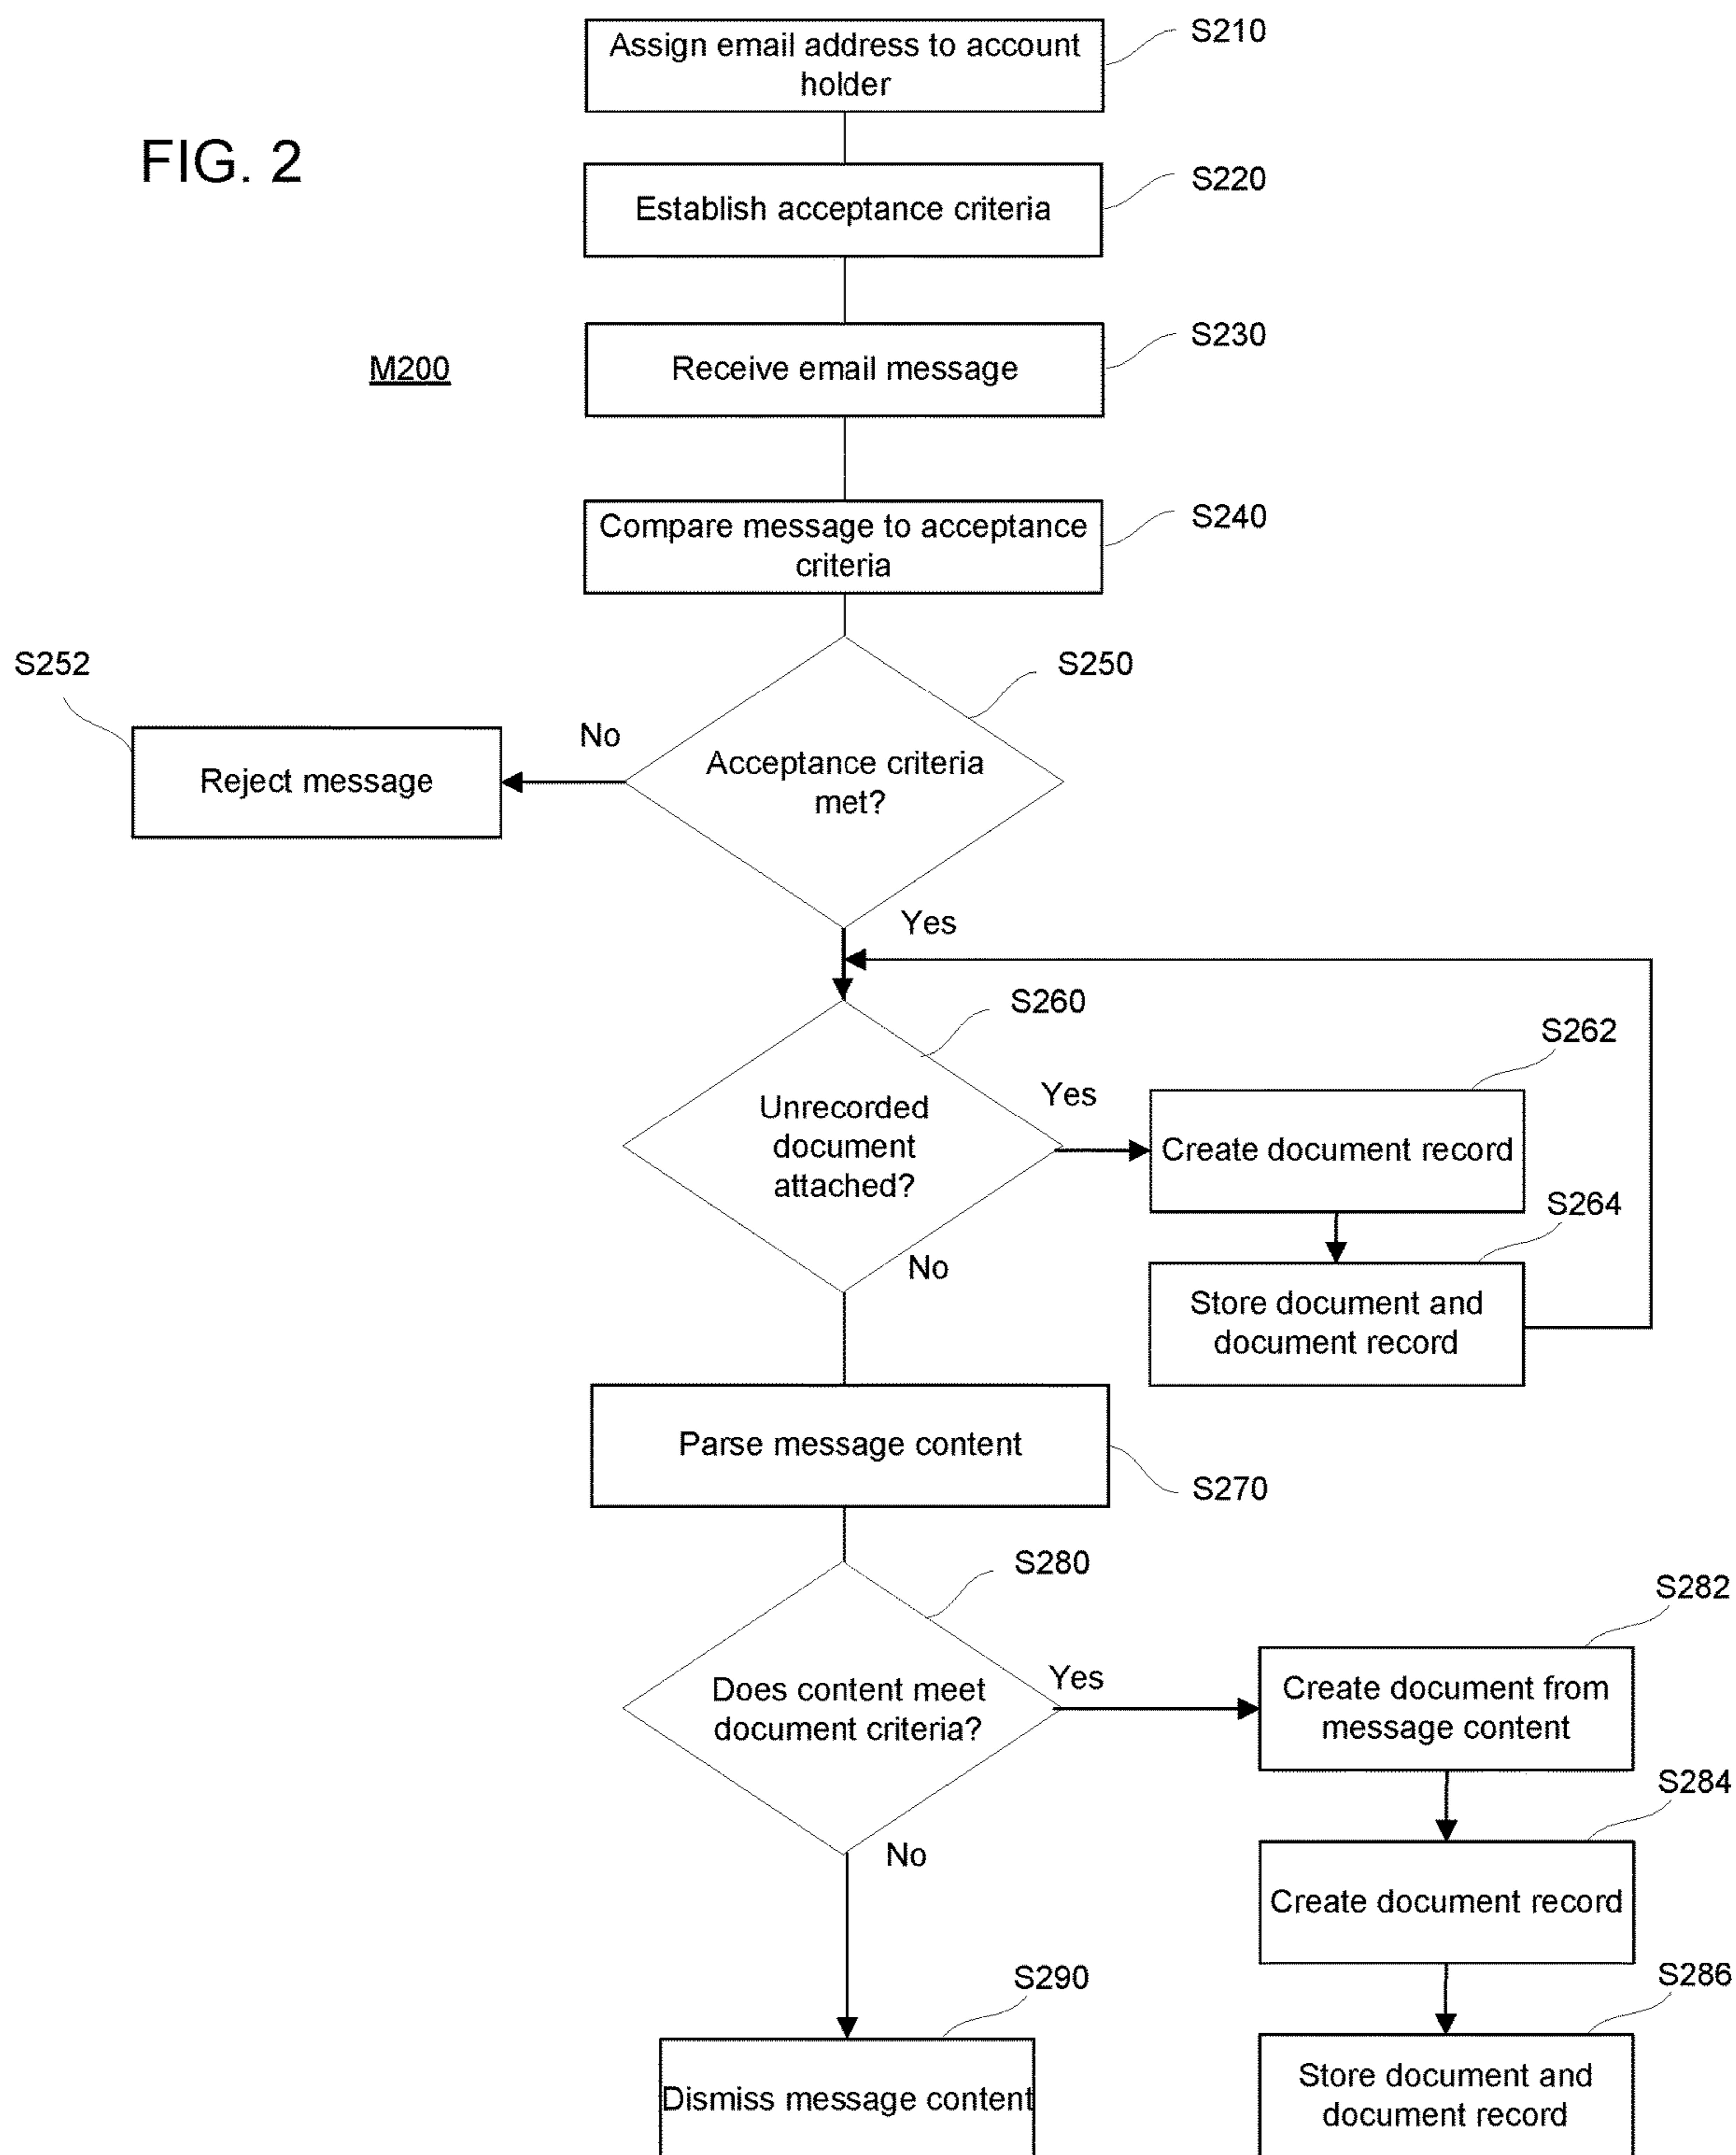 S210
Assign email address to account
holder
FIG. 2
S220
Establish acceptance criteria
S230
Receive email message
M200
S240
Compare message to acceptance
criteria
S252
S250
No
Acceptance criteria
met?
Reject message
Yes
S260
S262
Yes
Unrecorded
document
attached?
Create document record
S264
No
Store document and
document record
Parse message content
S270
S280
S282
Yes
Does content meet
document criteria?
Create document from
message content
S284
No
Create document record
S290
S286
Dismiss message content
Store document and
document record